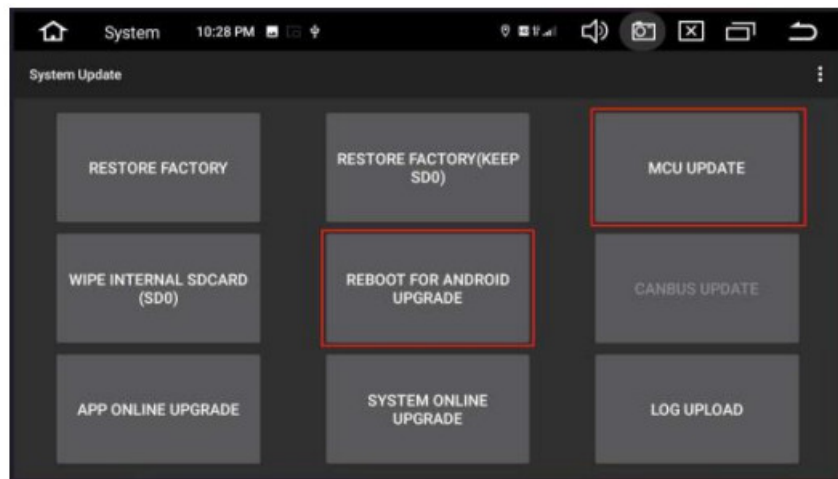 System 10:28 PM
System Update
RESTORE FACTORY
RESTORE FACTORY(KEEP
SD0)
MCU UPDATE
WIPE INTERNAL SDCARD
(SD0)
REBOOT FOR ANDROID
UPGRADE
CANBUS UPDATE
APP ONLINE UPGRADE
SYSTEM ONLINE
UPGRADE
LOG UPLOAD